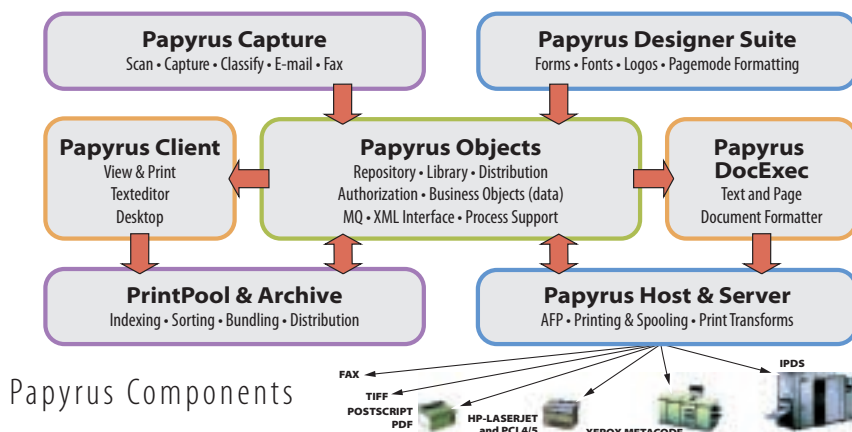 Papyrus Capture
Scan • Capture • Classify • E-mail • Fax
Papyrus Designer Suite
Forms • Fonts • Logos • Pagemode Formatting
Papyrus Client
View & Print
Texteditor
Desktop
Papyrus Objects
Repository • Library • Distribution
Authorization • Business Objects (data)
MQ • XML Interface • Process Support
Papyrus
DocExec
Text and Page
Document Formatter
PrintPool & Archive
Indexing • Sorting • Bundling • Distribution
Papyrus Host & Server
AFP • Printing & Spooling • Print Transforms
Papyrus Components
FAX
TIFF
POSTSCRIPT
PDF
HP-LASERJET
and PCL4/5
XEROX METACODE
IPDS